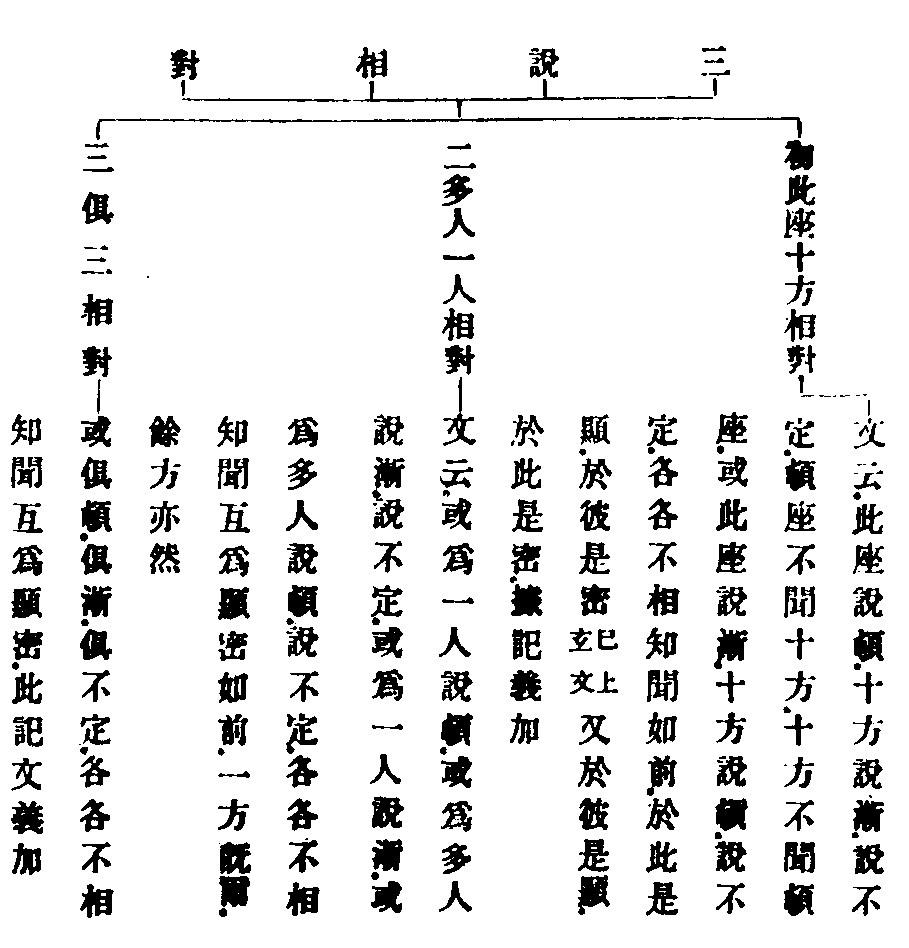 三說相對
初此座十方相對
文云。此座說頓。十方說漸。說不
定。頓座不聞十方。十方不聞頓
座。或此座說漸。十方說頓。說不
定。各各不相知聞如前。於此是
顯。於彼是密已上玄文又於彼是顯。
於此是密。據記義加
二多人一人相對
文云。或為一人說頓。或為多人
說漸。說不定。或為一人說漸。或
為多人說頓。說不定。各各不相
知聞互為顯密如前。一方既爾。
餘方亦然
三俱三相對
或俱頓。俱漸。俱不定。各各不相
知聞互為顯密。此記文義加